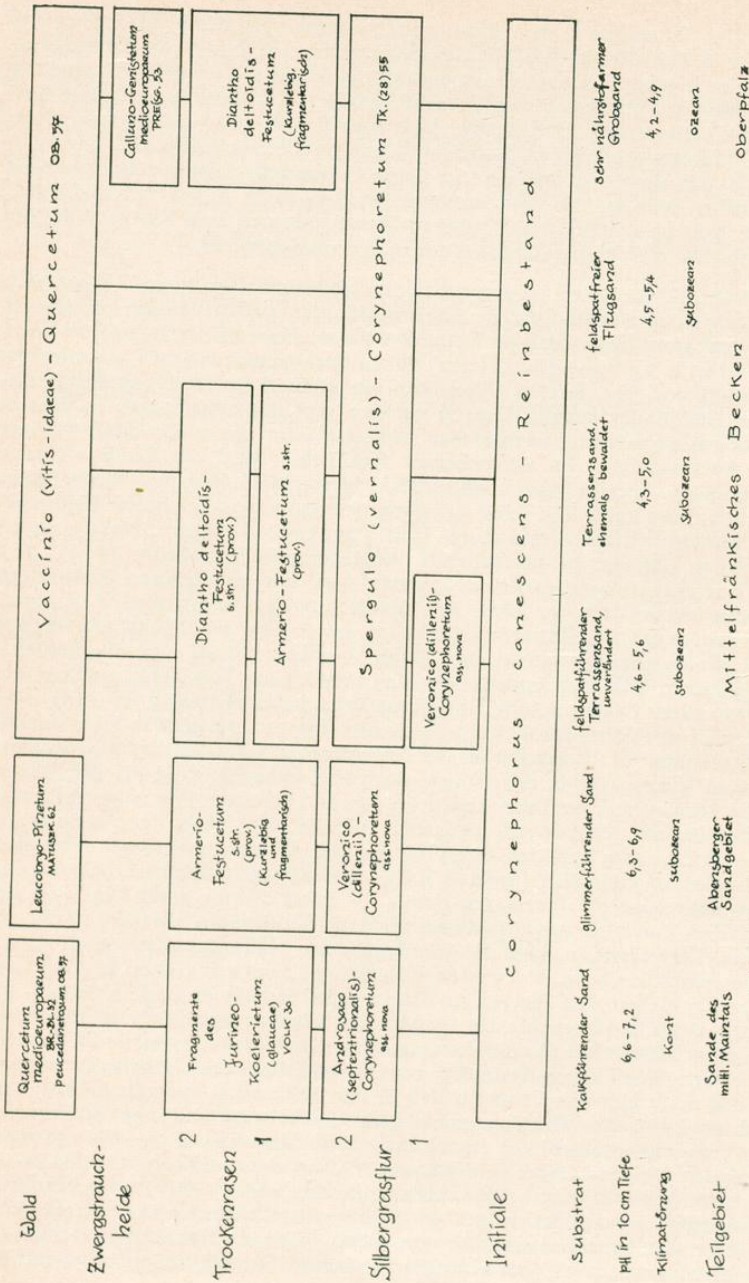 Wald
Quercetum
medioeuropaeum
BR.-BL. 32
peucedanetosum OB. 57
Leucobryo-Pinetum
MATUSZK. 62
Vaccinio (vitis-idaeae) - Quercetum OB. 57
Zwergstrauch-
heide
Calluno-Genistetum
medioeuropaeum
PREISG. 53
Trockenrasen
2
1
Fragmente
des
Jurineo-
Koelerietum
(glaucae)
VOLK 30
Armerio-
Festucetum
s.str.
(prov.)
(Kurzlebig
und
fragmentarisch)
Diantho deltoidis-
Festucetum
s.str. (prov.)
Armerio-Festucetum s.str.
(prov.)
Diantho
deltoidis-
Festucetum
(Kurzlebig,
fragmentarisch)
Silbergrasflur
2
1
Androsaco
(septentrionalis)-
Corynephoretum
ass. nova
Veronico
(dillenii) -
Corynephoretum
ass. nova
Spergulo (vernalis) - Corynephoretum TX. (28) 55
Veronico (dillenii)-
Corynephoretum
ass. nova
Initiale
corynephorus canescens - Reinbestand
Substrat
Kalkführender Sand
glimmerführender Sand
feldspatführender
Terrassensand,
unverändert
Terrassensand,
ehemals bewaldet
feldspatfreier
Flugsand
sehr nährstoffarmer
Grobsand
pH in 10 cm Tiefe
6,6-7,2
6,3-6,9
4,6-5,6
4,3-5,0
4,5-5,4
4,2-4,9
Klimatönung
Kont
subozean
subozean
subozean
subozean
ozean
Teilgebiet
Sande des
mittl. Maintals
Abensberger
Sandgebiet
Mittelfränkisches Becken
Oberpfalz